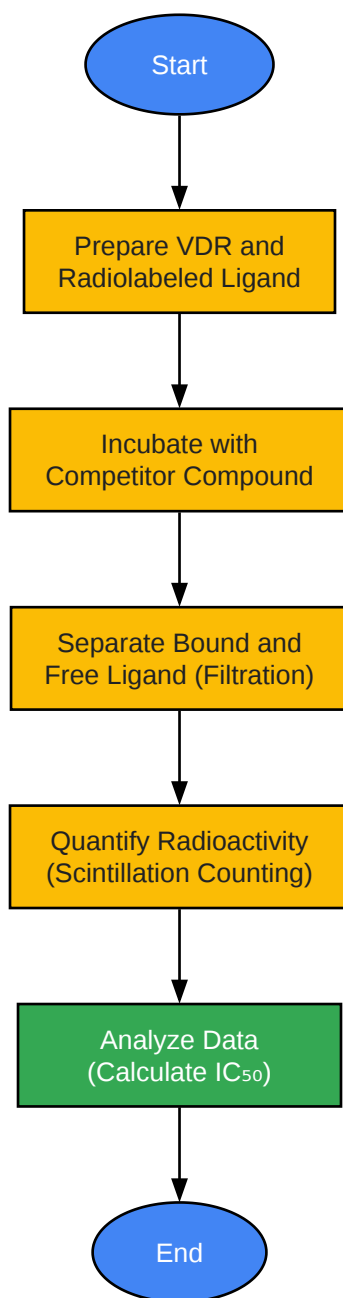 Start
Prepare VDR and
Radiolabeled Ligand
Incubate with
Competitor Compound
Separate Bound and
Free Ligand (Filtration)
Quantify Radioactivity
(Scintillation Counting)
Analyze Data
(Calculate IC₅₀)
End